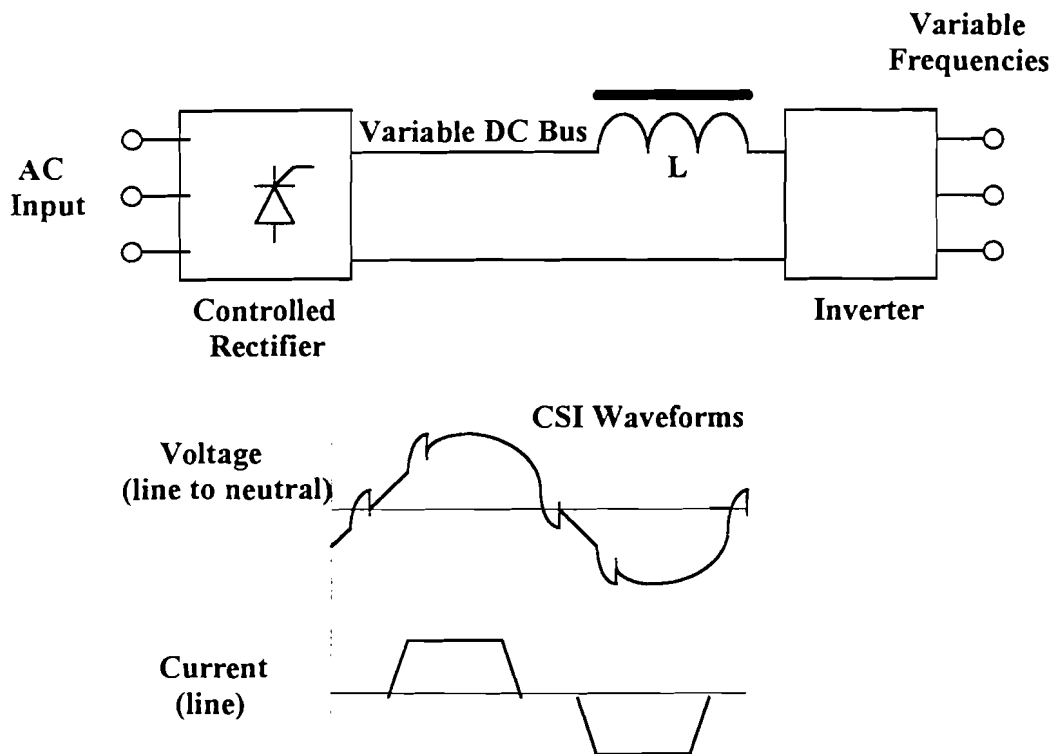 Variable
Frequencies
Variable DC Bus
L
AC
Input
Controlled
Rectifier
Inverter
CSI Waveforms
Voltage
(line to neutral)
Current
(line)